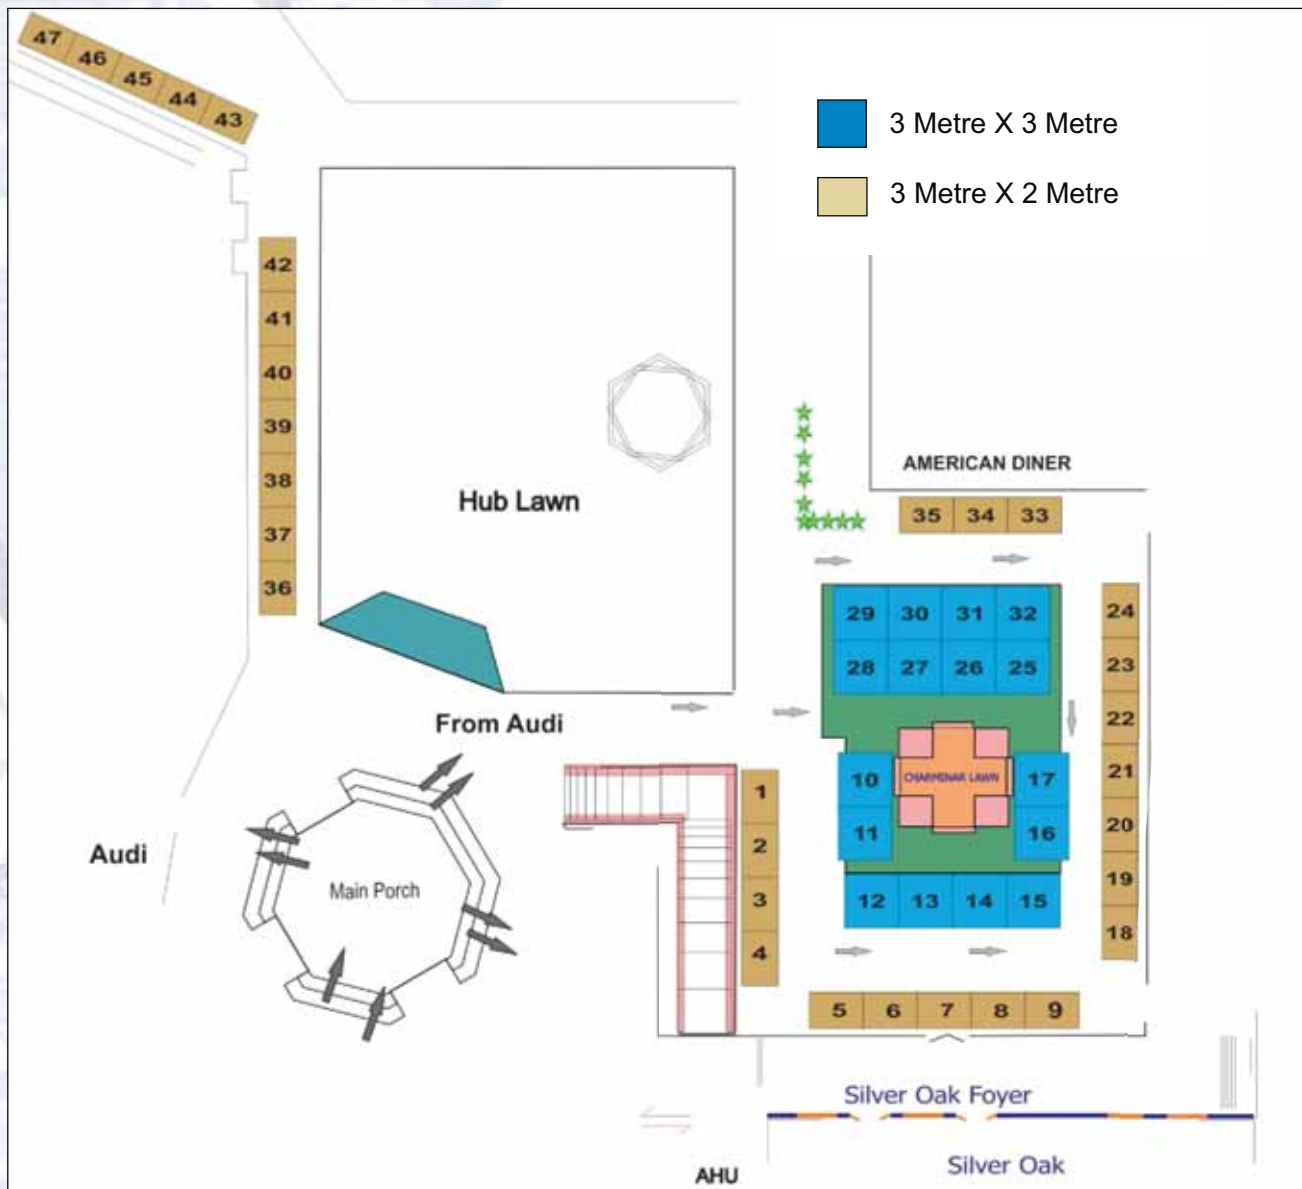 47 46 45 44 43
3 Metre X 3 Metre
3 Metre X 2 Metre
42
41
40
39
38
37
36
Hub Lawn
AMERICAN DINER
35 34 33
29 30 31 32
28 27 26 25
24
23
22
21
20
19
18
From Audi
CHARMINAR LAWN
10
11
17
16
12 13 14 15
1
2
3
4
Audi
Main Porch
5 6 7 8 9
Silver Oak Foyer
Silver Oak
AHU